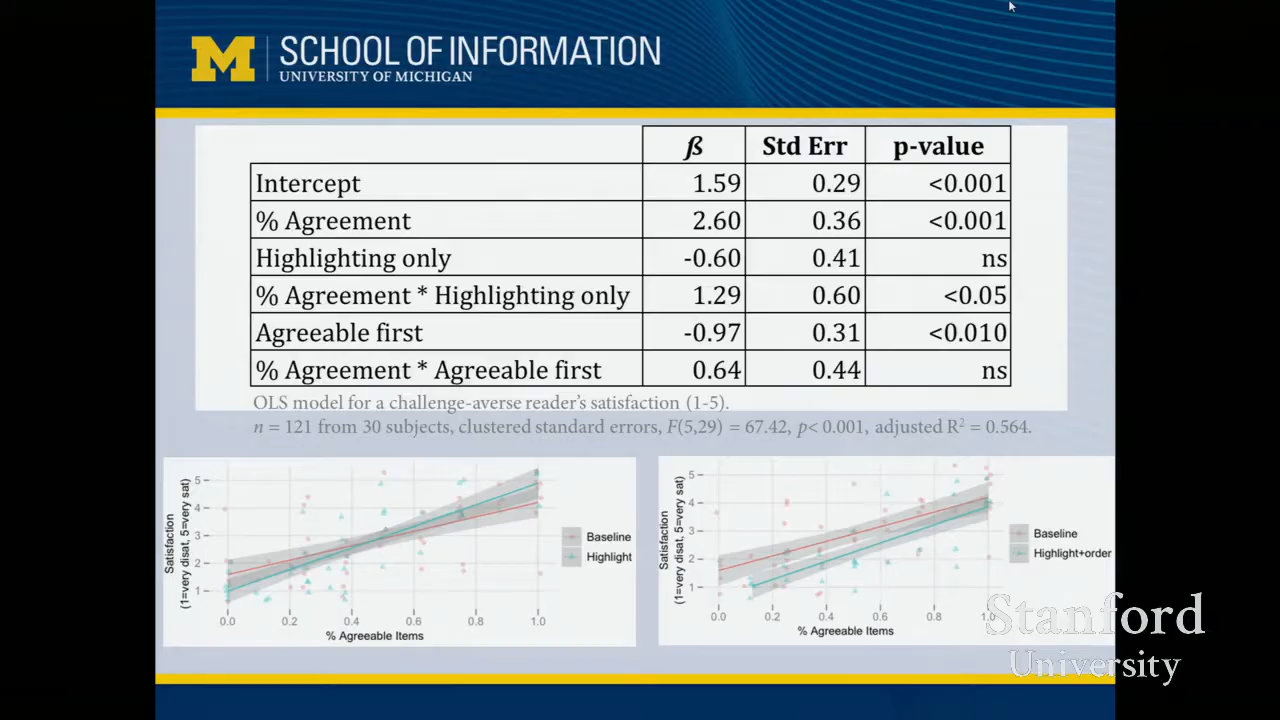 M SCHOOL OF INFORMATION
UNIVERSITY OF MICHIGAN
ß Std Err p-value
Intercept 1.59 0.29 <0.001
% Agreement 2.60 0.36 <0.001
Highlighting only -0.60 0.41 ns
% Agreement * Highlighting only 1.29 0.60 <0.05
Agreeable first -0.97 0.31 <0.010
% Agreement * Agreeable first 0.64 0.44 ns
OLS model for a challenge-averse reader's satisfaction (1-5).
n = 121 from 30 subjects, clustered standard errors, F(5,29) = 67.42, p< 0.001, adjusted R² = 0.564.
Satisfaction
(1=very disat, 5=very sat)
5
4
3
2
1
0.0 0.2 0.4 0.6 0.8 1.0
% Agreeable Items
Baseline
Highlight
Satisfaction
(1=very disat, 5=very sat)
5
4
3
2
1
0.0 0.2 0.4 0.6 0.8 1.0
% Agreeable Items
Baseline
Highlight+order
Stanford
University